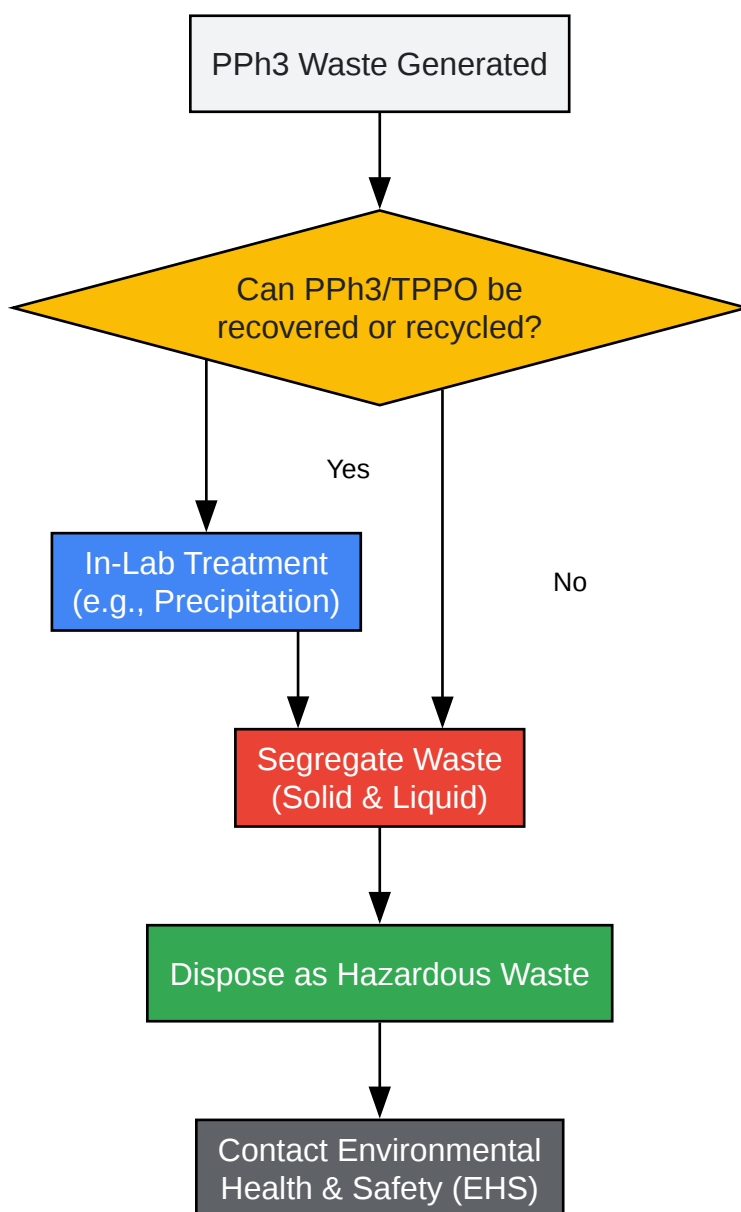 PPh3 Waste Generated
Can PPh3/TPPO be
recovered or recycled?
Yes
In-Lab Treatment
(e.g., Precipitation)
No
Segregate Waste
(Solid & Liquid)
Dispose as Hazardous Waste
Contact Environmental
Health & Safety (EHS)